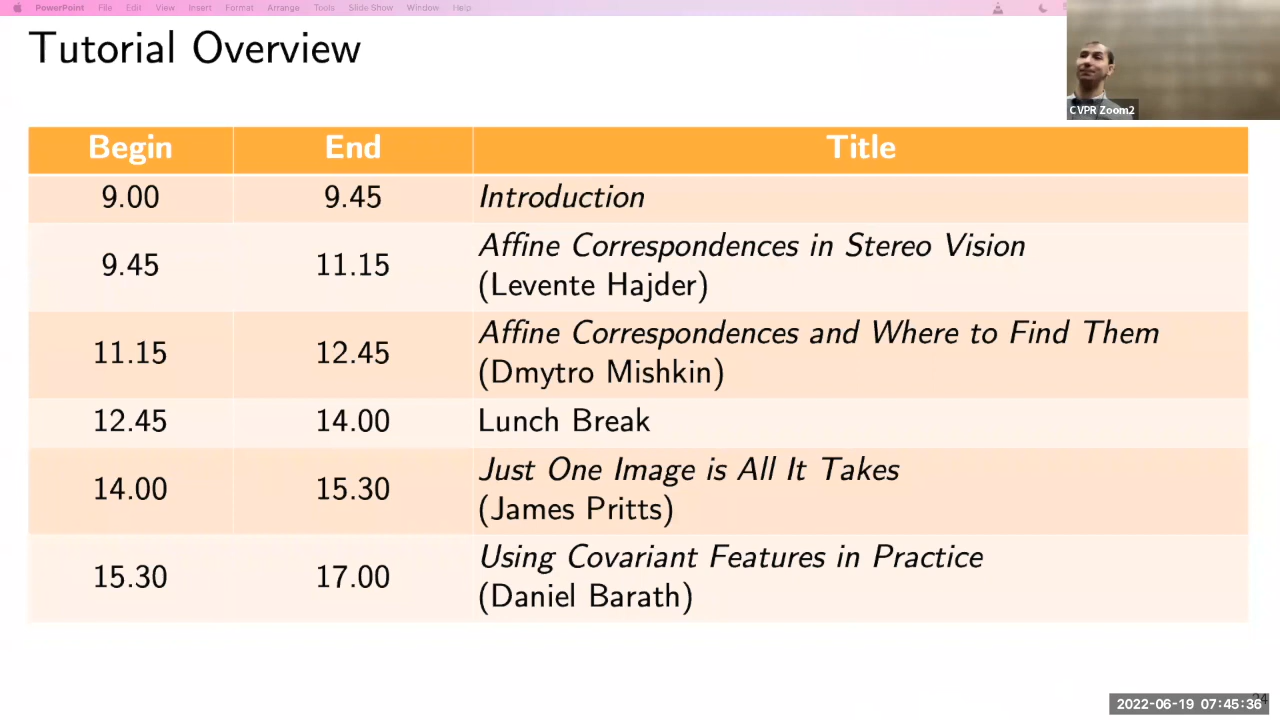 PowerPoint File Edit View Insert Format Arrange Tools Slide Show Window Help
Tutorial Overview
CVPR Zoom2
Begin End Title
9.00 9.45 Introduction
9.45 11.15 Affine Correspondences in Stereo Vision
(Levente Hajder)
11.15 12.45 Affine Correspondences and Where to Find Them
(Dmytro Mishkin)
12.45 14.00 Lunch Break
14.00 15.30 Just One Image is All It Takes
(James Pritts)
15.30 17.00 Using Covariant Features in Practice
(Daniel Barath)
2022-06-19 07:45:36